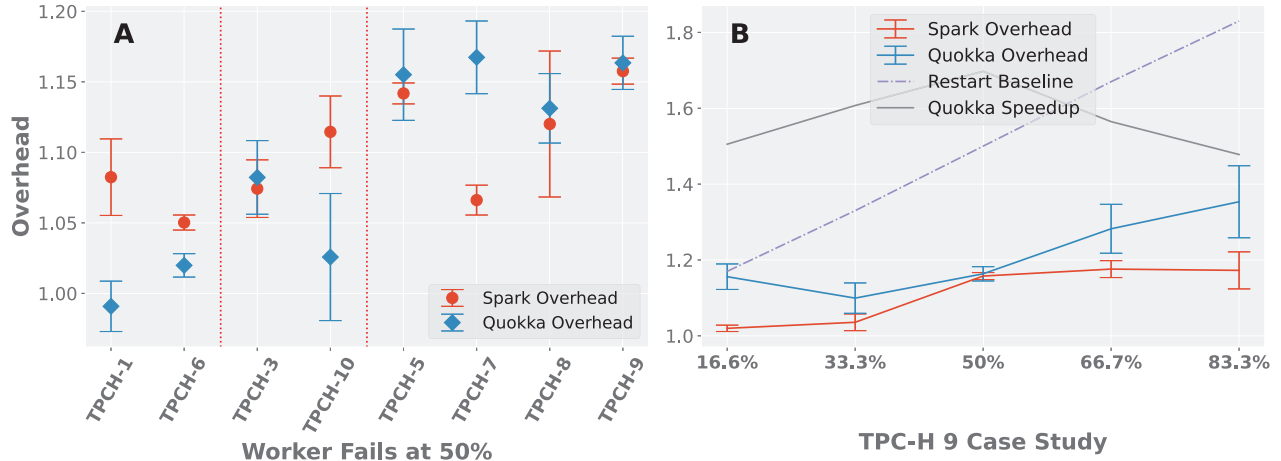 A
1.20
1.15
1.10
1.05
1.00
Overhead
Spark Overhead
Quokka Overhead
TPCH-1
TPCH-6
TPCH-3
TPCH-10
TPCH-5
TPCH-7
TPCH-8
TPCH-9
Worker Fails at 50%
B
1.8
1.6
1.4
1.2
1.0
Spark Overhead
Quokka Overhead
Restart Baseline
Quokka Speedup
16.6%
33.3%
50%
66.7%
83.3%
TPC-H 9 Case Study